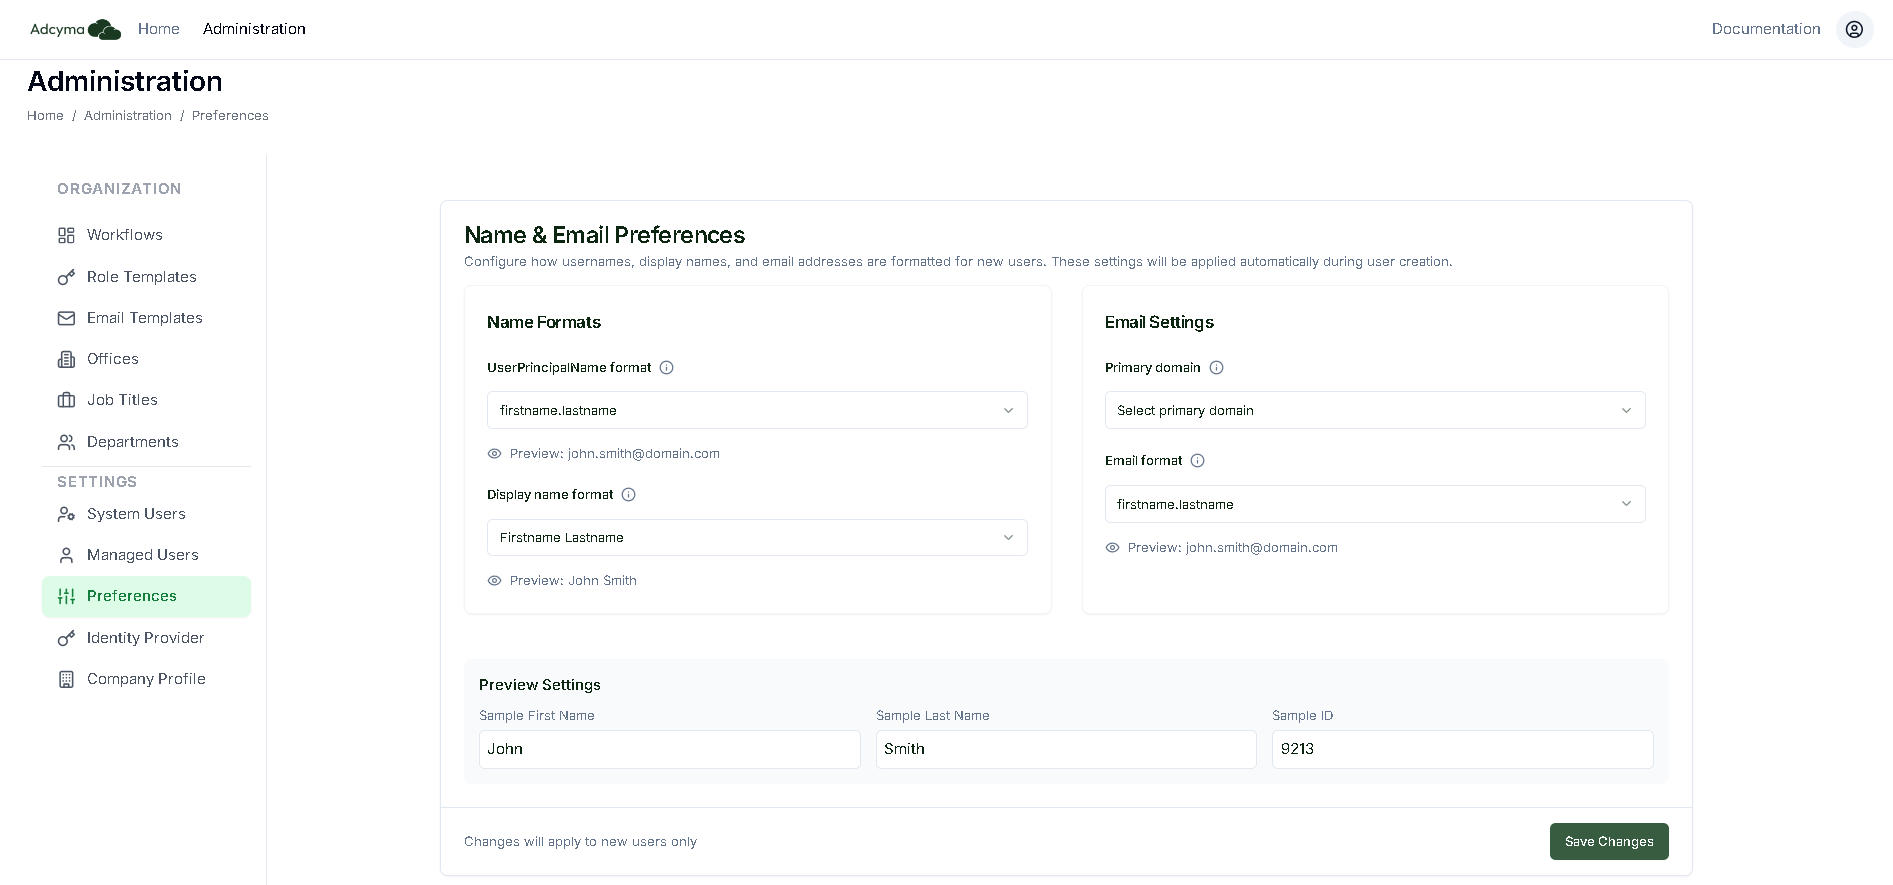 Adcyma Home Administration Documentation
Administration
Home / Administration / Preferences
ORGANIZATION
Workflows
Role Templates
Email Templates
Offices
Job Titles
Departments
SETTINGS
System Users
Managed Users
Preferences
Identity Provider
Company Profile
Name & Email Preferences
Configure how usernames, display names, and email addresses are formatted for new users. These settings will be applied automatically during user creation.
Name Formats
UserPrincipalName format
firstname.lastname
Preview: john.smith@domain.com
Display name format
Firstname Lastname
Preview: John Smith
Email Settings
Primary domain
Select primary domain
Email format
firstname.lastname
Preview: john.smith@domain.com
Preview Settings
Sample First Name Sample Last Name Sample ID
John Smith 9213
Changes will apply to new users only Save Changes